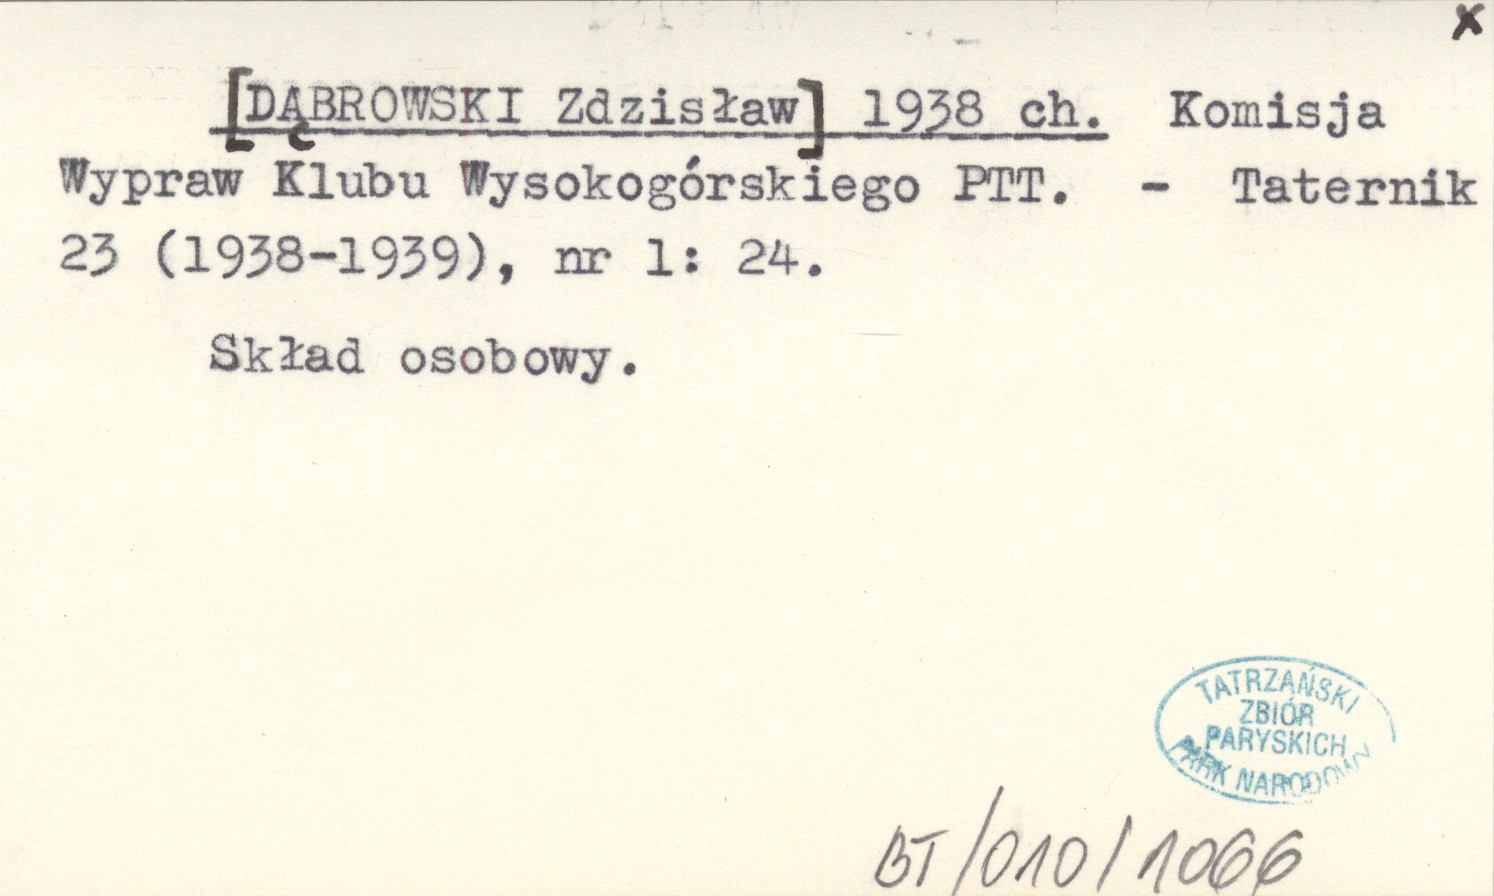 x
[DĄBROWSKI Zdzisław] 1938 ch. Komisja
Wypraw Klubu Wysokogórskiego PTT. - Taternik
23 (1938-1939), nr 1: 24.
Skład osobowy.
TATRZAŃSKI
ZBIÓR
PARYSKICH
PARK NARODOWY
BT/010/1066